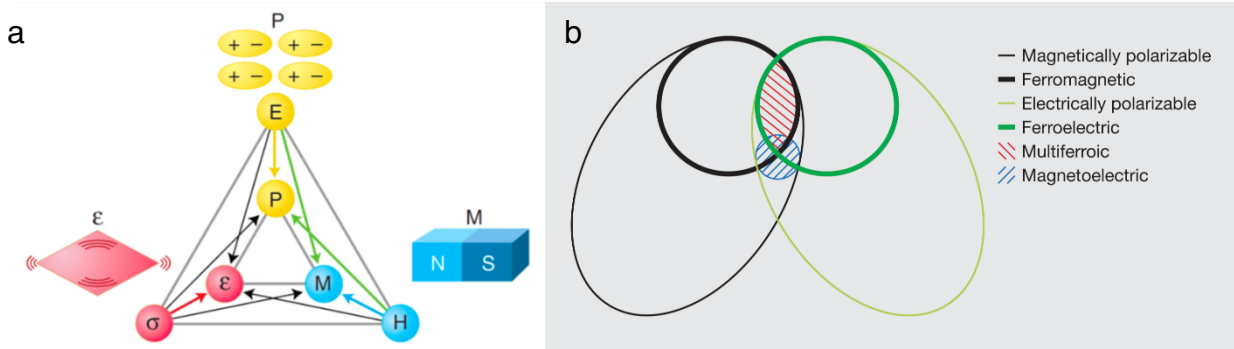 a
P
+ − + −
+ − + −
E
P
ε
ε
M
M
N S
σ
H
b
Magnetically polarizable
Ferromagnetic
Electrically polarizable
Ferroelectric
Multiferroic
Magnetoelectric